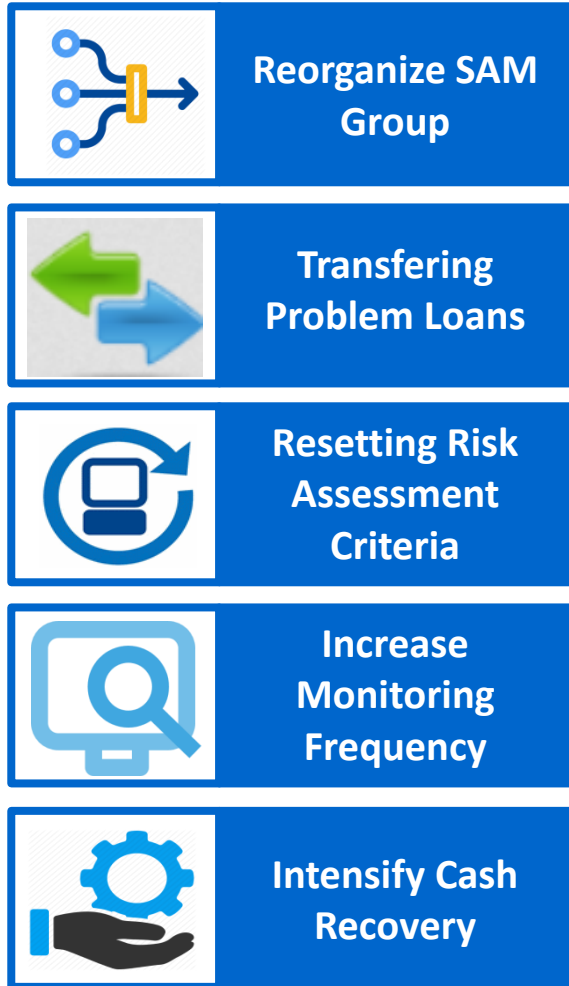 Reorganize SAM
Group
Transfering
Problem Loans
Resetting Risk
Assessment
Criteria
Increase
Monitoring
Frequency
Intensify Cash
Recovery